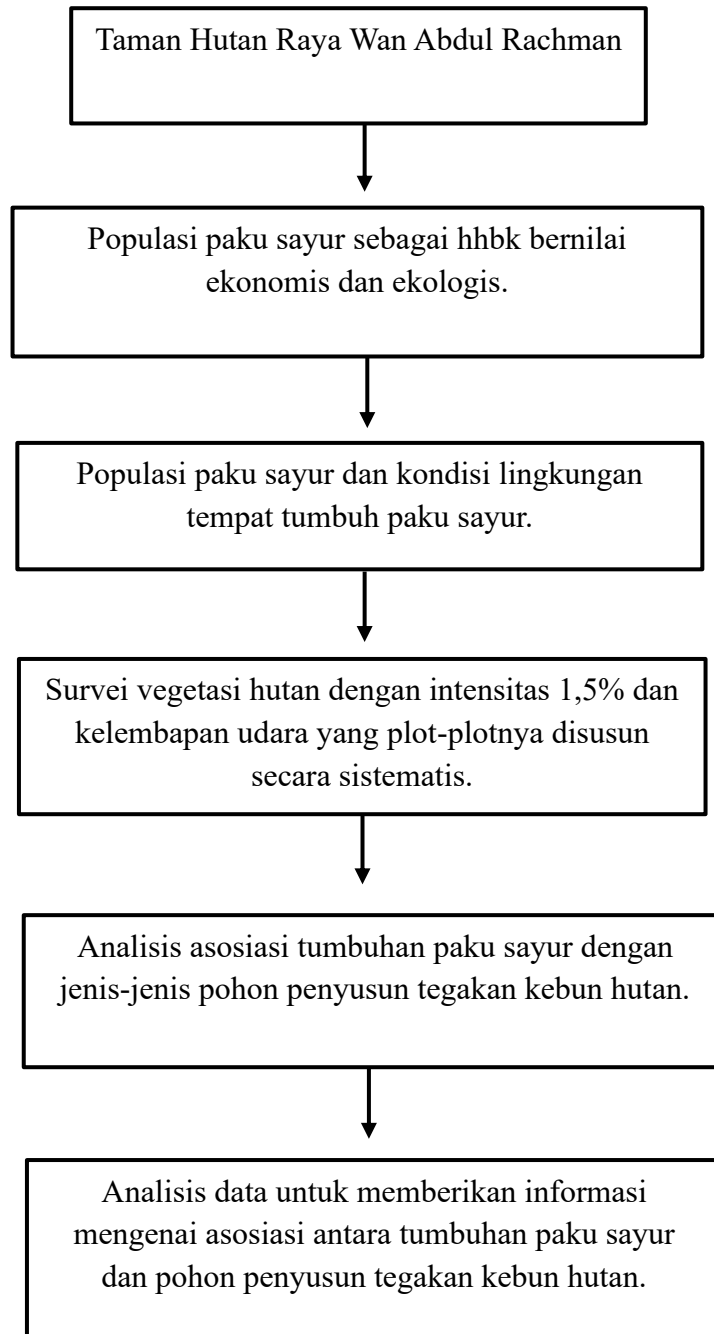 Taman Hutan Raya Wan Abdul Rachman
Populasi paku sayur sebagai hhbk bernilai
ekonomis dan ekologis.
Populasi paku sayur dan kondisi lingkungan
tempat tumbuh paku sayur.
Survei vegetasi hutan dengan intensitas 1,5% dan
kelembapan udara yang plot-plotnya disusun
secara sistematis.
Analisis asosiasi tumbuhan paku sayur dengan
jenis-jenis pohon penyusun tegakan kebun hutan.
Analisis data untuk memberikan informasi
mengenai asosiasi antara tumbuhan paku sayur
dan pohon penyusun tegakan kebun hutan.